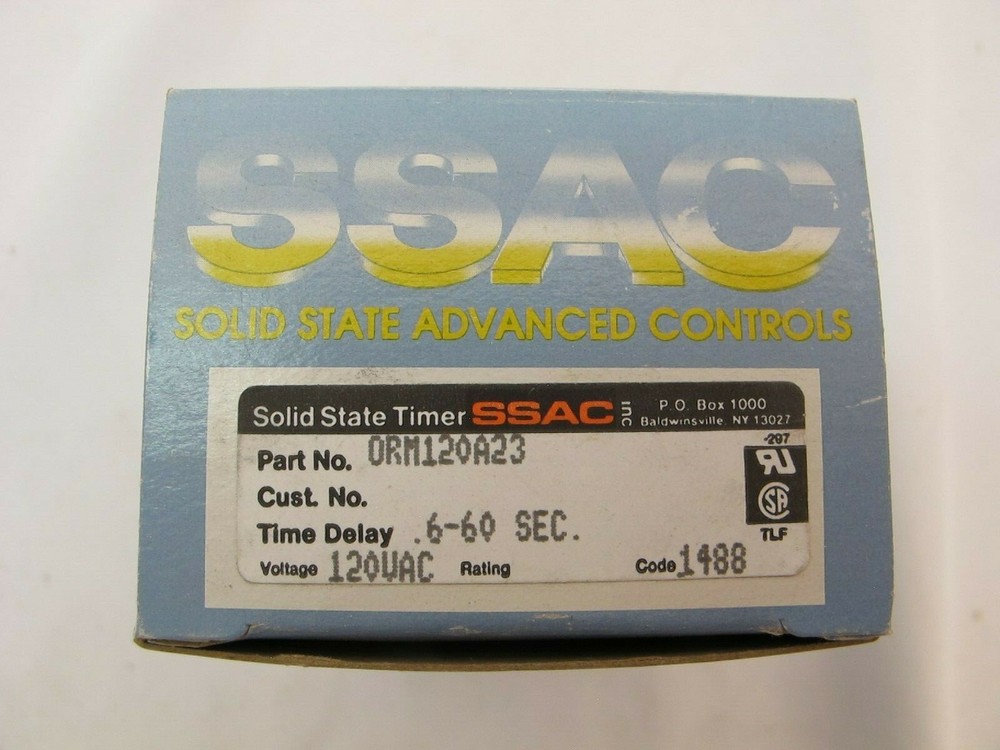 SSAC
SOLID STATE ADVANCED CONTROLS
Solid State Timer SSAC INC P.O. Box 1000
Baldwinsville, NY 13027
Part No. ORM120A23
-297
Cust. No.
Time Delay .6-60 SEC.
TLF
Voltage 120VAC Rating Code 1488